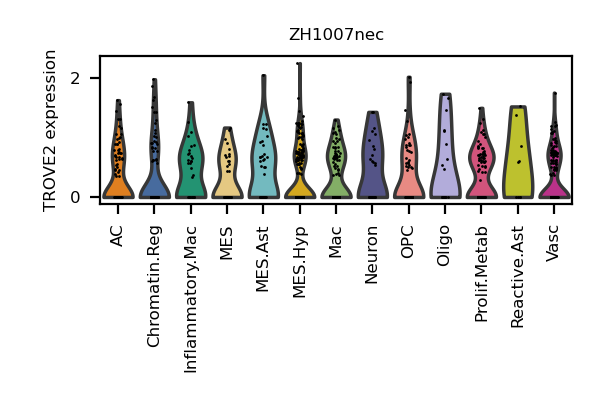 ZH1007nec
TROVE2 expression
2
0
AC
Chromatin.Reg
Inflammatory.Mac
MES
MES.Ast
MES.Hyp
Mac
Neuron
OPC
Oligo
Prolif.Metab
Reactive.Ast
Vasc